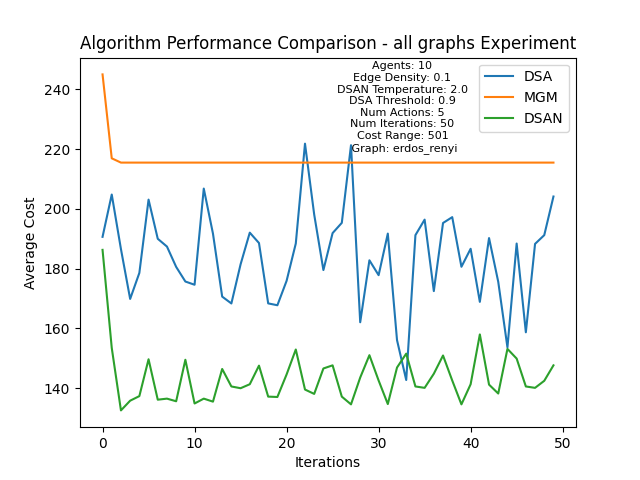 Algorithm Performance Comparison - all graphs Experiment
Agents: 10
Edge Density: 0.1
DSAN Temperature: 2.0
DSA Threshold: 0.9
Num Actions: 5
Num Iterations: 50
Cost Range: 501
Graph: erdos_renyi
DSA
MGM
DSAN
Average Cost
240
220
200
180
160
140
0 10 20 30 40 50
Iterations